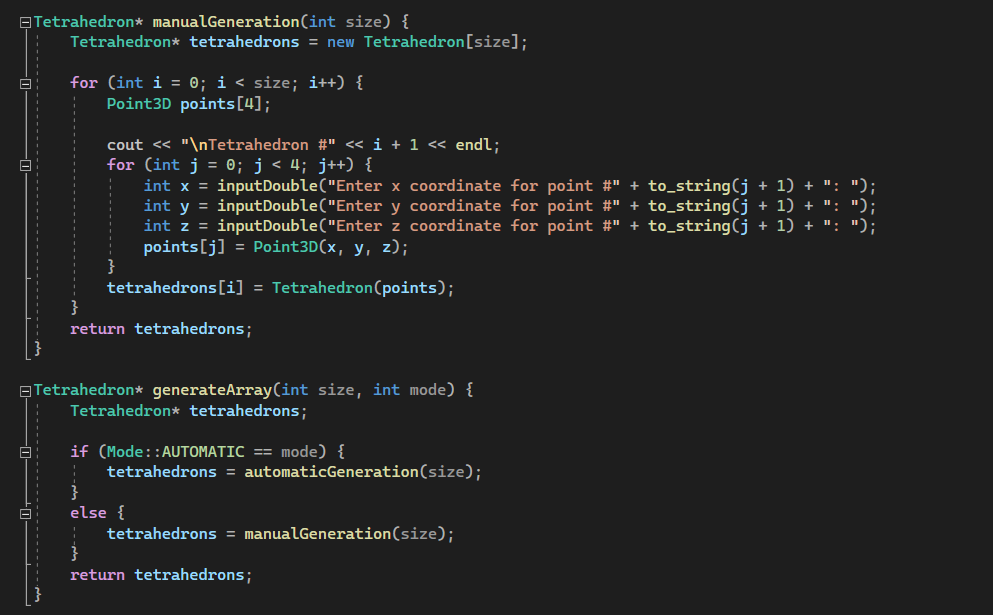 Tetrahedron* manualGeneration(int size) {
    Tetrahedron* tetrahedrons = new Tetrahedron[size];

    for (int i = 0; i < size; i++) {
        Point3D points[4];

        cout << "\nTetrahedron #" << i + 1 << endl;
        for (int j = 0; j < 4; j++) {
            int x = inputDouble("Enter x coordinate for point #" + to_string(j + 1) + ": ");
            int y = inputDouble("Enter y coordinate for point #" + to_string(j + 1) + ": ");
            int z = inputDouble("Enter z coordinate for point #" + to_string(j + 1) + ": ");
            points[j] = Point3D(x, y, z);
        }
        tetrahedrons[i] = Tetrahedron(points);
    }
    return tetrahedrons;
}

Tetrahedron* generateArray(int size, int mode) {
    Tetrahedron* tetrahedrons;

    if (Mode::AUTOMATIC == mode) {
        tetrahedrons = automaticGeneration(size);
    }
    else {
        tetrahedrons = manualGeneration(size);
    }
    return tetrahedrons;
}